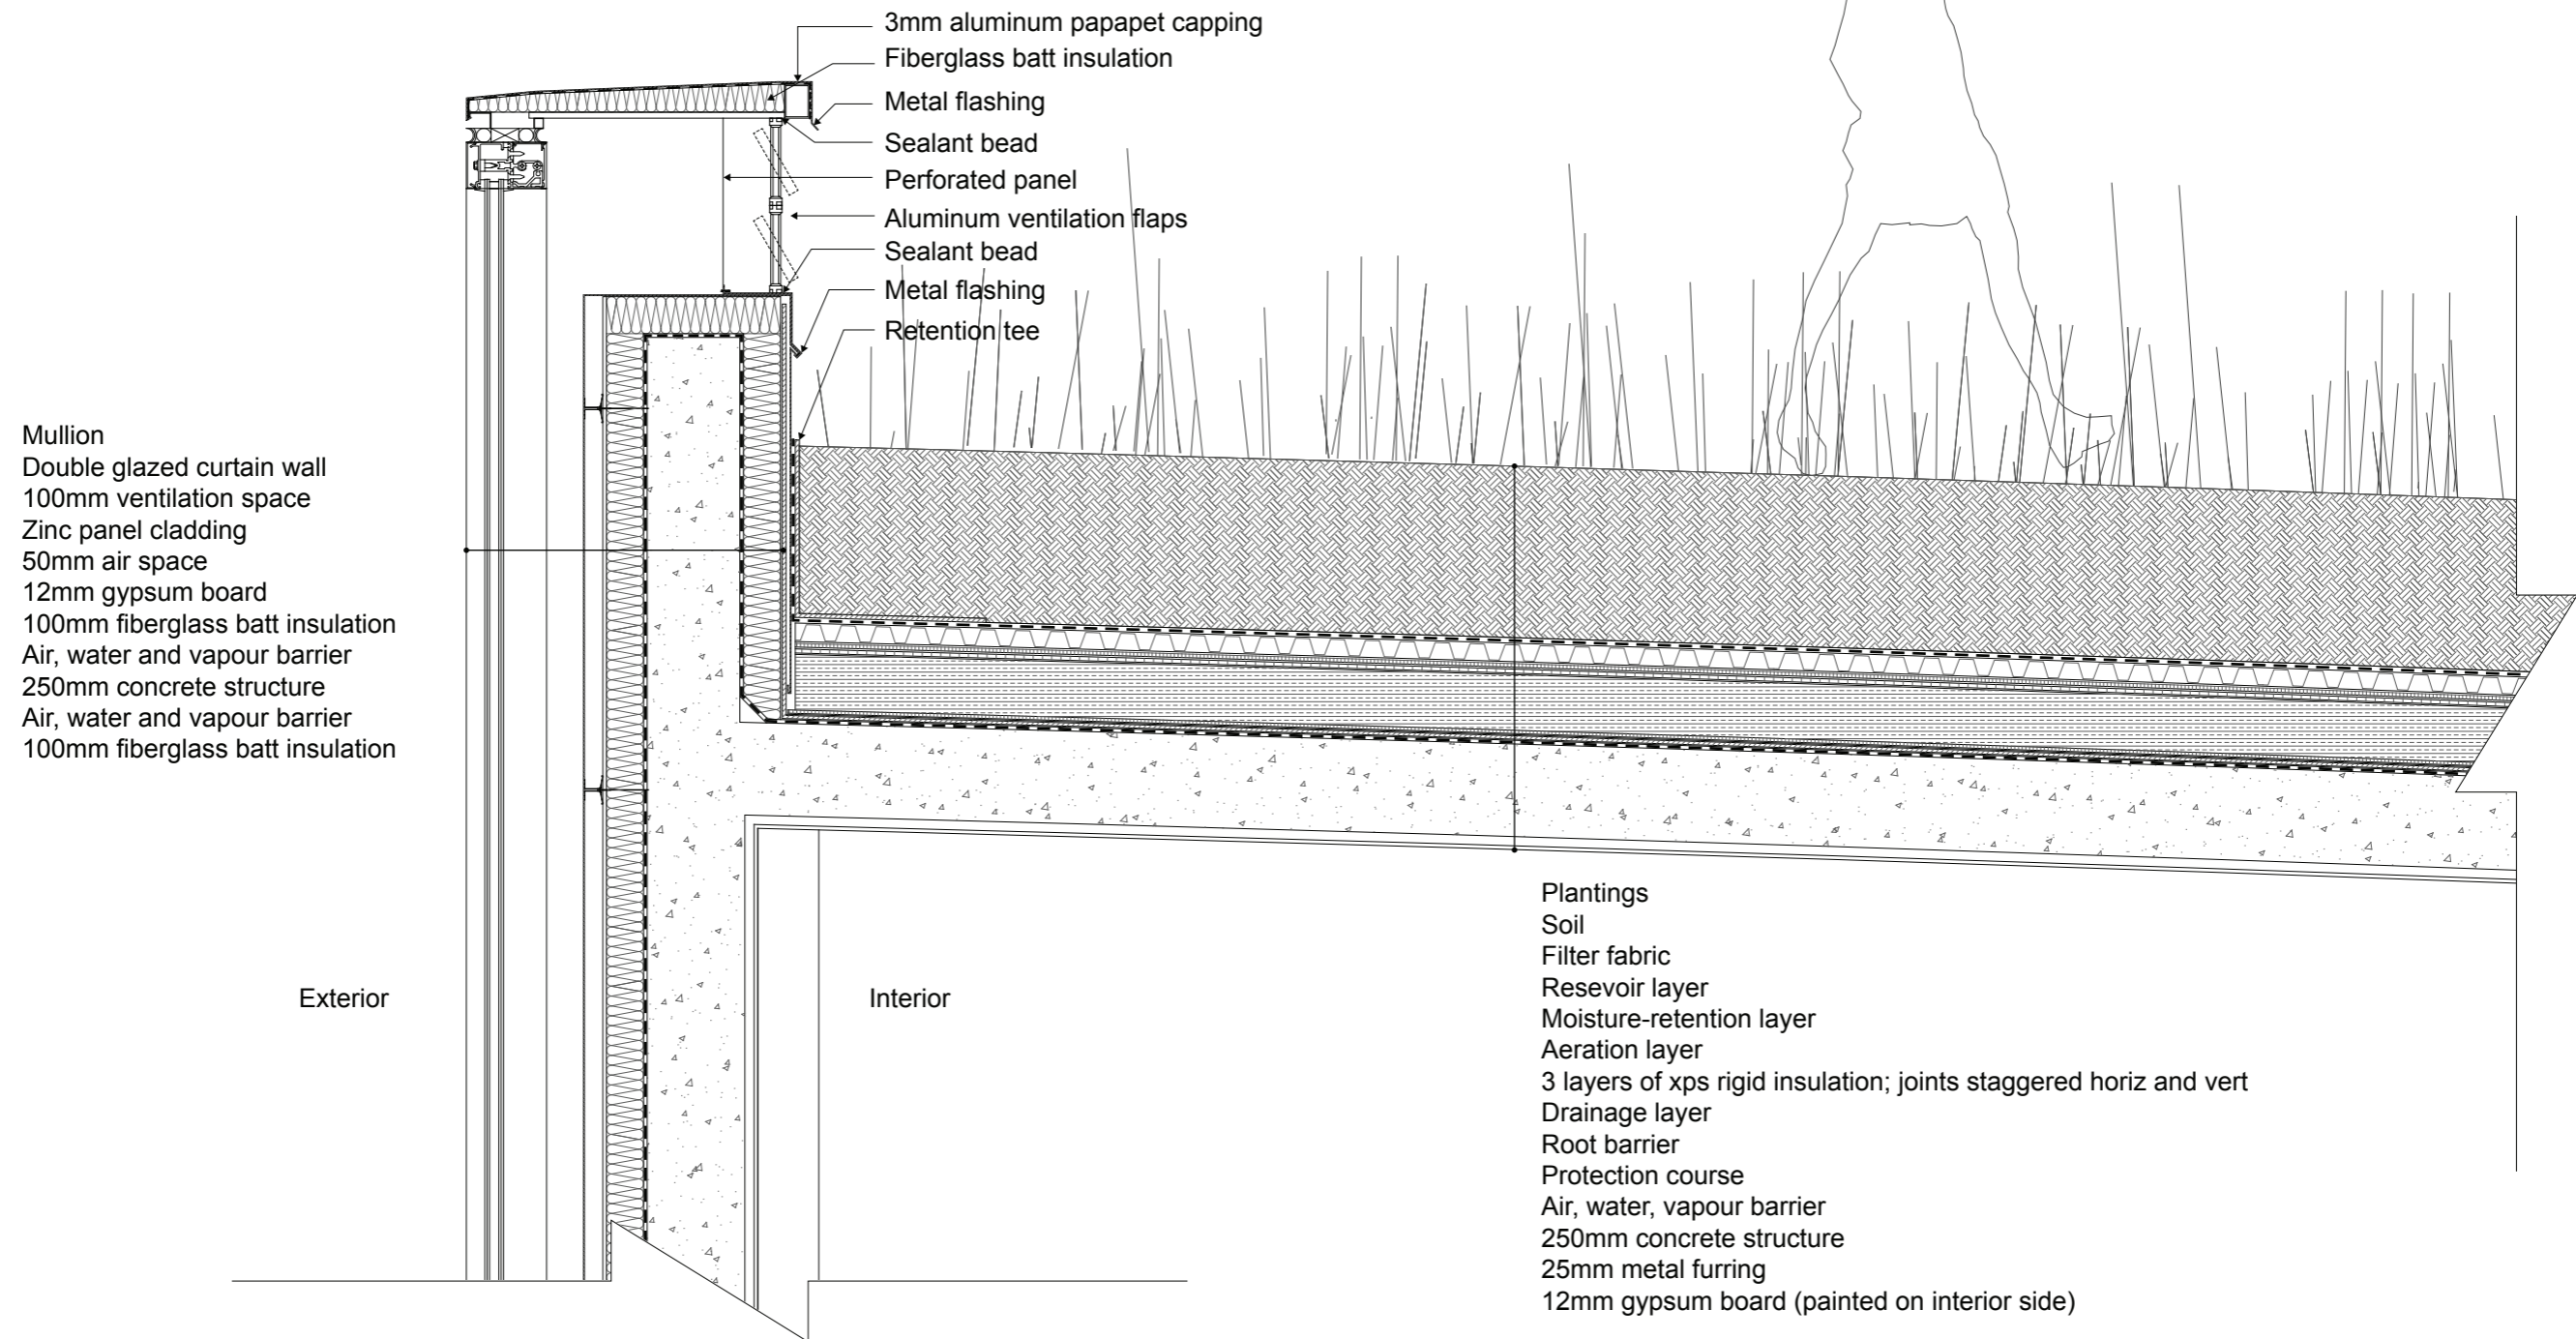 3mm aluminum papapet capping
Fiberglass batt insulation
Metal flashing
Sealant bead
Perforated panel
Aluminum ventilation flaps
Sealant bead
Metal flashing
Retention tee
Mullion
Double glazed curtain wall
100mm ventilation space
Zinc panel cladding
50mm air space
12mm gypsum board
100mm fiberglass batt insulation
Air, water and vapour barrier
250mm concrete structure
Air, water and vapour barrier
100mm fiberglass batt insulation
Exterior
Interior
Plantings
Soil
Filter fabric
Resevoir layer
Moisture-retention layer
Aeration layer
3 layers of xps rigid insulation; joints staggered horiz and vert
Drainage layer
Root barrier
Protection course
Air, water, vapour barrier
250mm concrete structure
25mm metal furring
12mm gypsum board (painted on interior side)